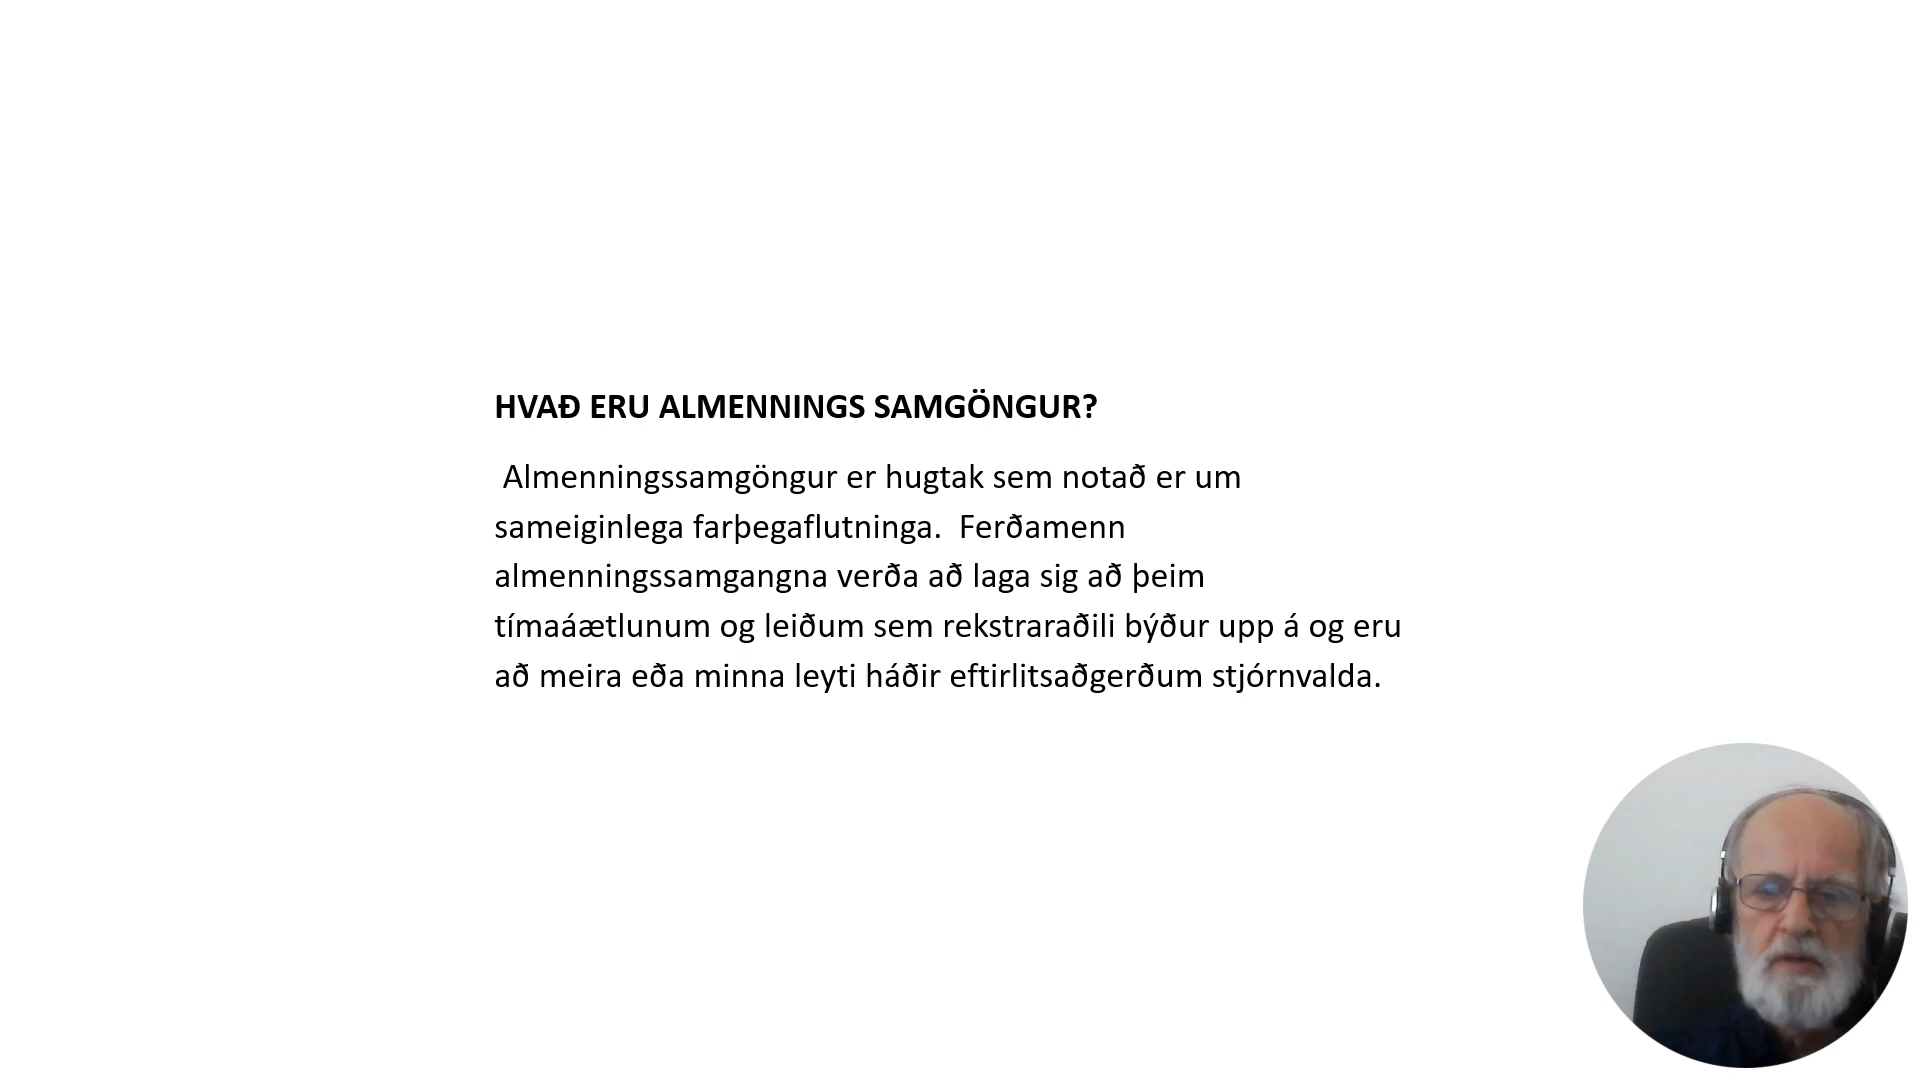 HVAÐ ERU ALMENNINGS SAMGÖNGUR?
Almenningssamgöngur er hugtak sem notað er um
sameiginlega farþegaflutninga.  Ferðamenn
almenningssamgangna verða að laga sig að þeim
tímaáætlunum og leiðum sem rekstraraðili býður upp á og eru
að meira eða minna leyti háðir eftirlitsaðgerðum stjórnvalda.